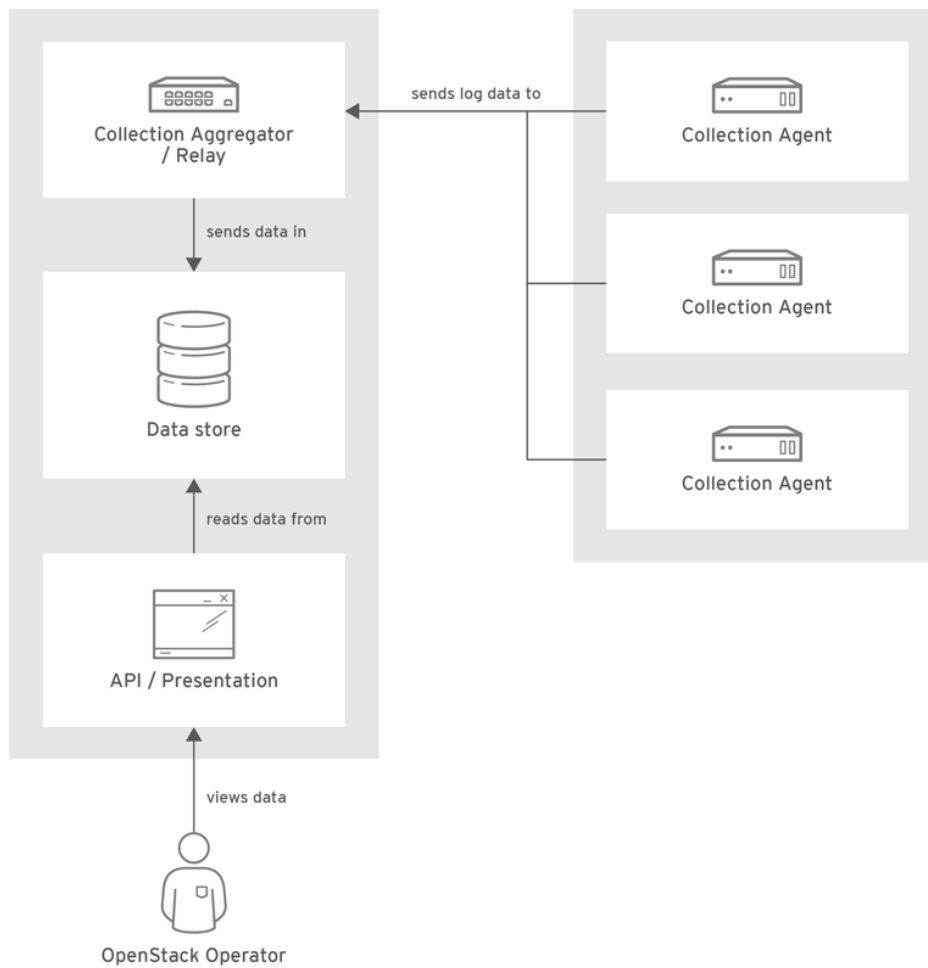 sends log data to
Collection Aggregator
/ Relay
Collection Agent
sends data in
Collection Agent
Data store
Collection Agent
reads data from
API / Presentation
views data
OpenStack Operator